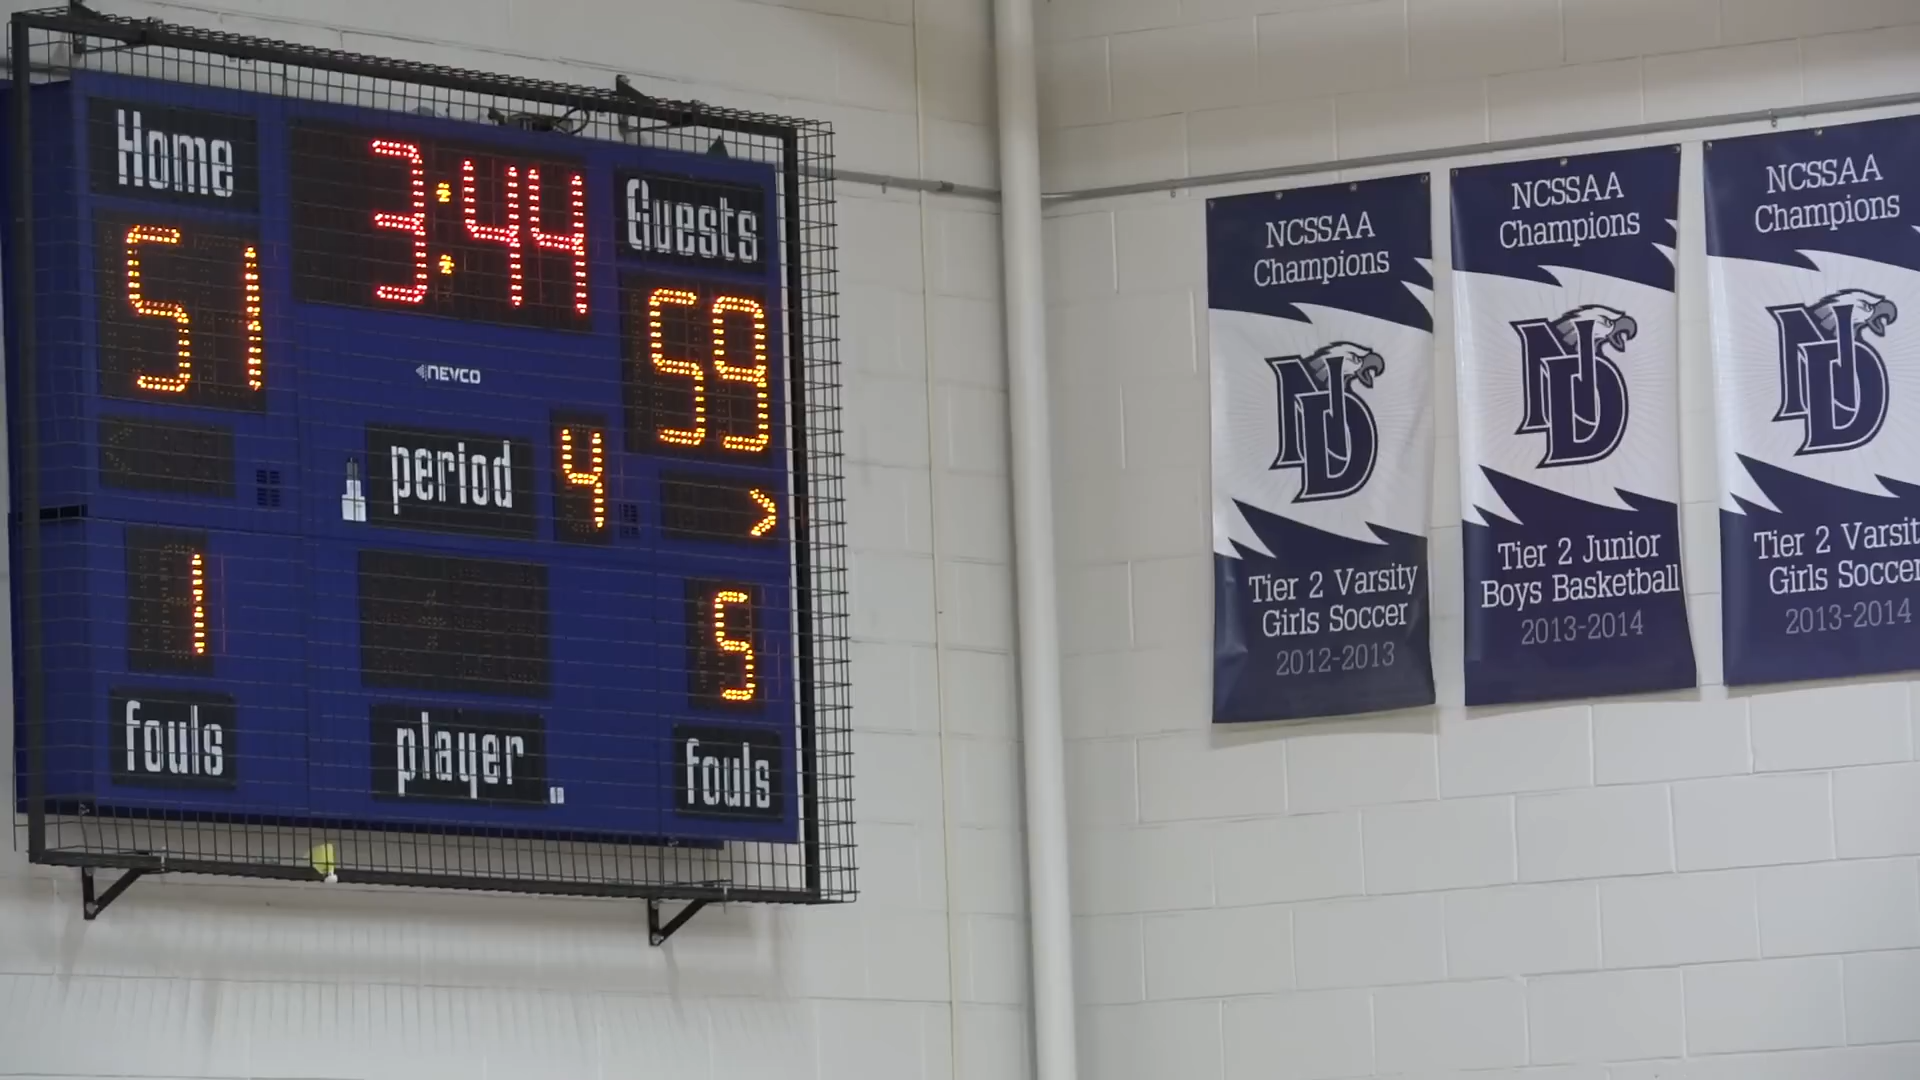 Home
3:44
Guests
51
59
NEVCO
period
4
>
1
5
fouls
player
fouls
NCSSAA
Champions
ND
Tier 2 Varsity
Girls Soccer
2012-2013
NCSSAA
Champions
ND
Tier 2 Junior
Boys Basketball
2013-2014
NCSSAA
Champions
ND
Tier 2 Varsit
Girls Soccer
2013-2014